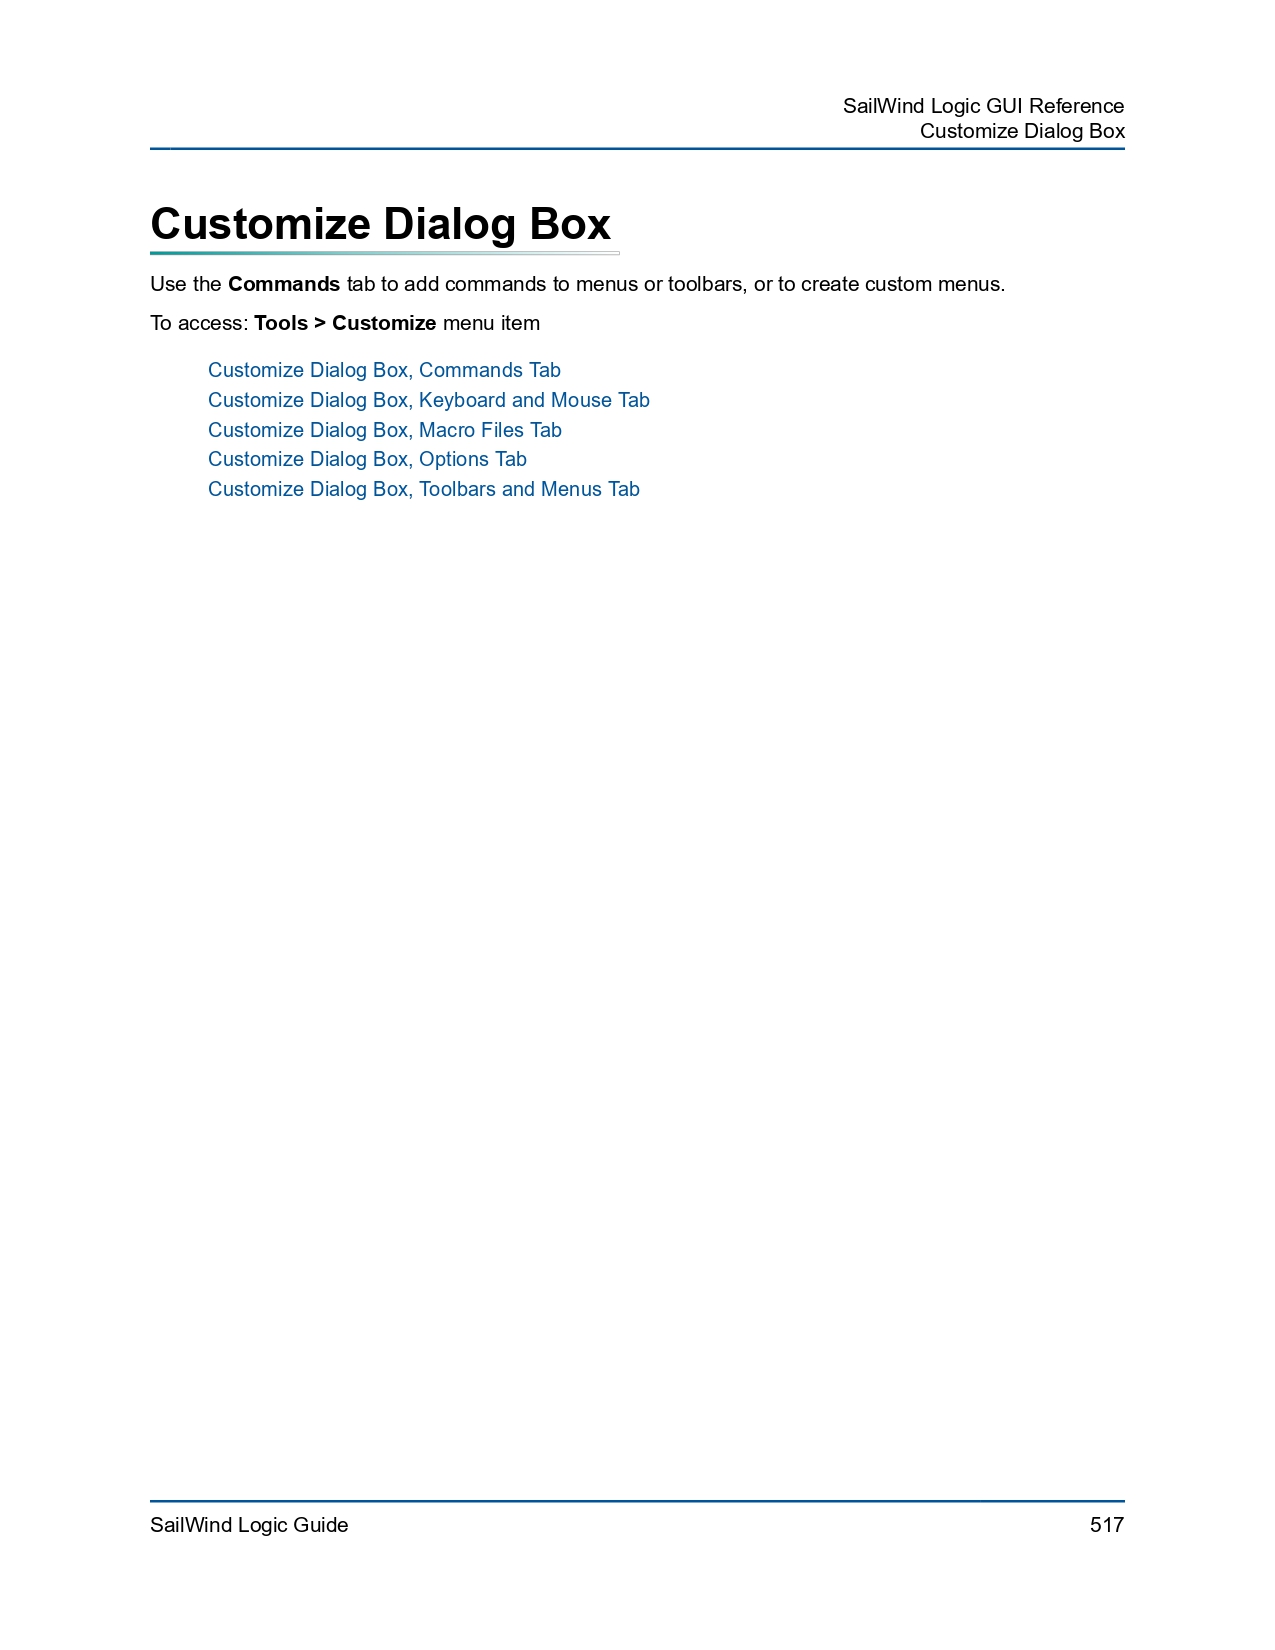 SailWind Logic GUI Reference
Customize Dialog Box
Customize Dialog Box
Use the Commands tab to add commands to menus or toolbars, or to create custom menus.
To access: Tools > Customize menu item
Customize Dialog Box, Commands Tab
Customize Dialog Box, Keyboard and Mouse Tab
Customize Dialog Box, Macro Files Tab
Customize Dialog Box, Options Tab
Customize Dialog Box, Toolbars and Menus Tab
SailWind Logic Guide 517